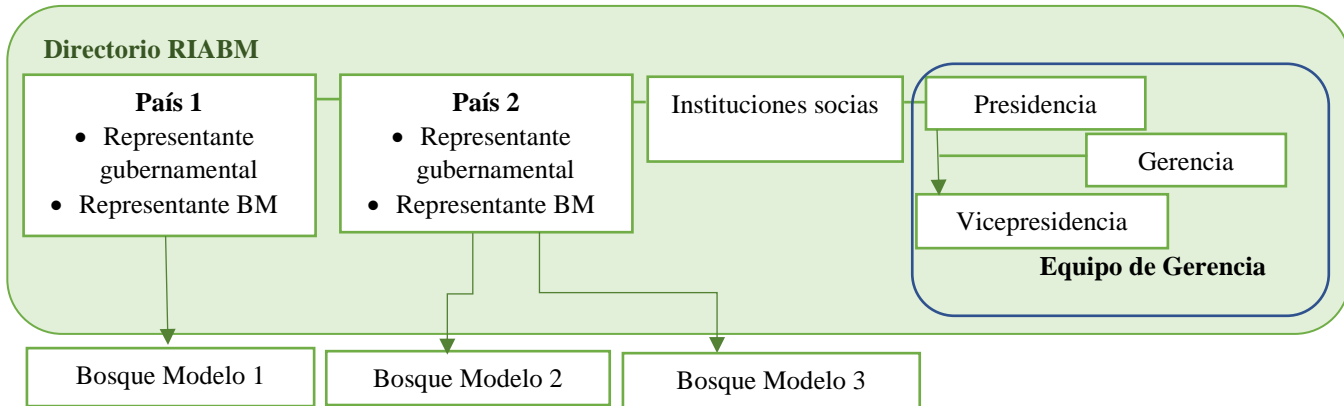 Directorio RIABM
País 1
• Representante
gubernamental
• Representante BM
País 2
• Representante
gubernamental
• Representante BM
Instituciones socias
Presidencia
Gerencia
Vicepresidencia
Equipo de Gerencia
Bosque Modelo 1
Bosque Modelo 2
Bosque Modelo 3